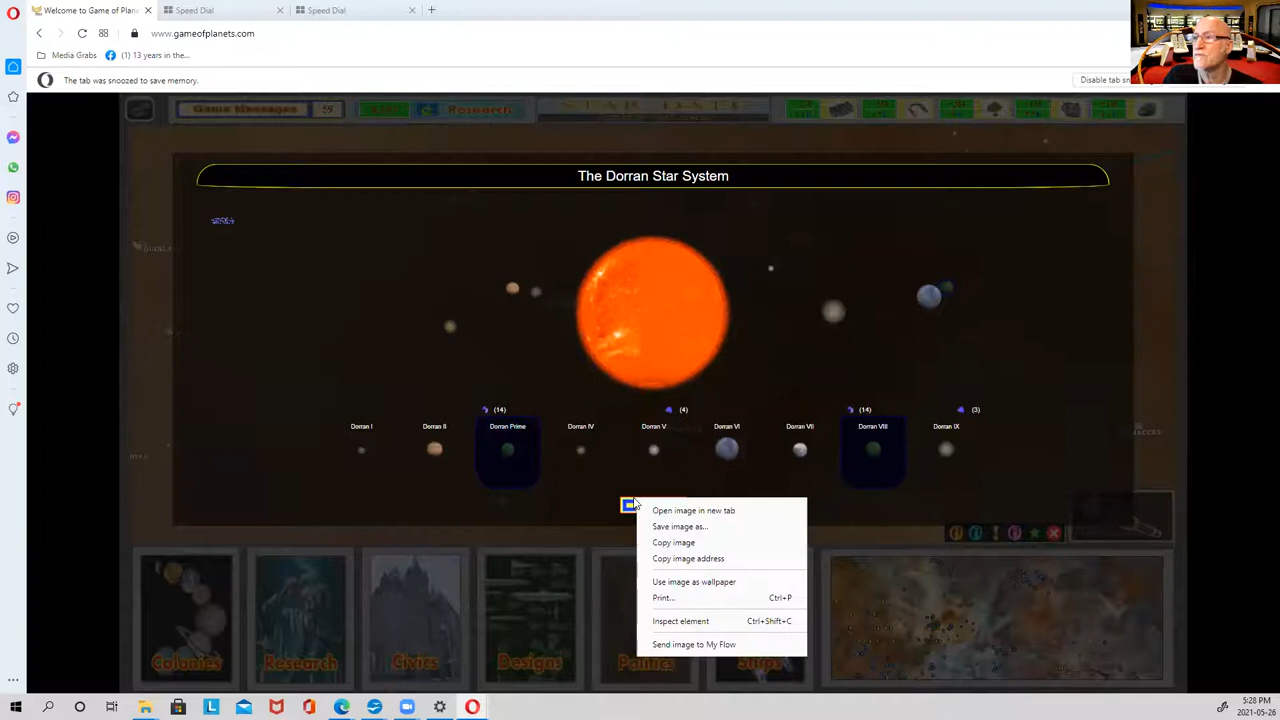 Welcome to Game of Plane
Speed Dial
Speed Dial
www.gameofplanets.com
Media Grabs
(1) 13 years in the...
The tab was snoozed to save memory.
Disable tab sn
Game Messages 59
Research
The Dorran Star System
(14)
(4)
(14)
(3)
Dorran I
Dorran II
Dorran Prime
Dorran IV
Dorran V
Dorran VI
Dorran VII
Dorran VIII
Dorran IX
Open image in new tab
Save image as...
Copy image
Copy image address
Use image as wallpaper
Print... Ctrl+P
Inspect element Ctrl+Shift+C
Send image to My Flow
Colonies
Research
Civics
Designs
Politics
Ships
5:28 PM
2021-05-26